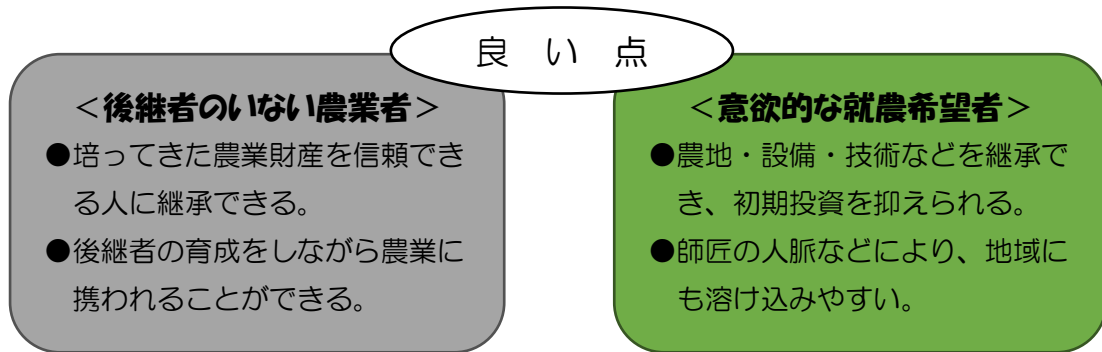 良 い 点
＜後継者のいない農業者＞
●培ってきた農業財産を信頼でき
る人に継承できる。
●後継者の育成をしながら農業に
携われることができる。
＜意欲的な就農希望者＞
●農地・設備・技術などを継承で
き、初期投資を抑えられる。
●師匠の人脈などにより、地域に
も溶け込みやすい。